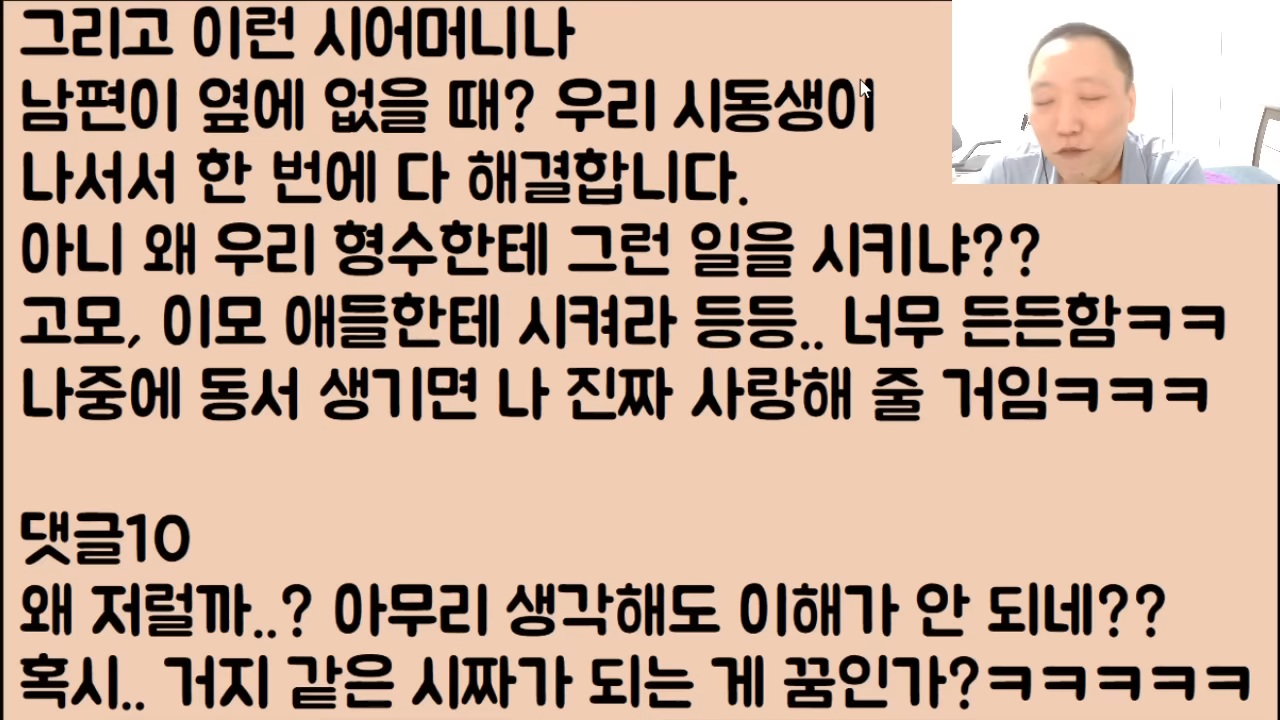 그리고 이런 시어머니나
남편이 옆에 없을 때? 우리 시동생이
나서서 한 번에 다 해결합니다.
아니 왜 우리 형수한테 그런 일을 시키냐??
고모, 이모 애들한테 시켜라 등등.. 너무 든든함ㅋㅋ
나중에 동서 생기면 나 진짜 사랑해 줄 거임ㅋㅋㅋ
댓글10
왜 저럴까..? 아무리 생각해도 이해가 안 되네??
혹시.. 거지 같은 시짜가 되는 게 꿈인가?ㅋㅋㅋㅋㅋ